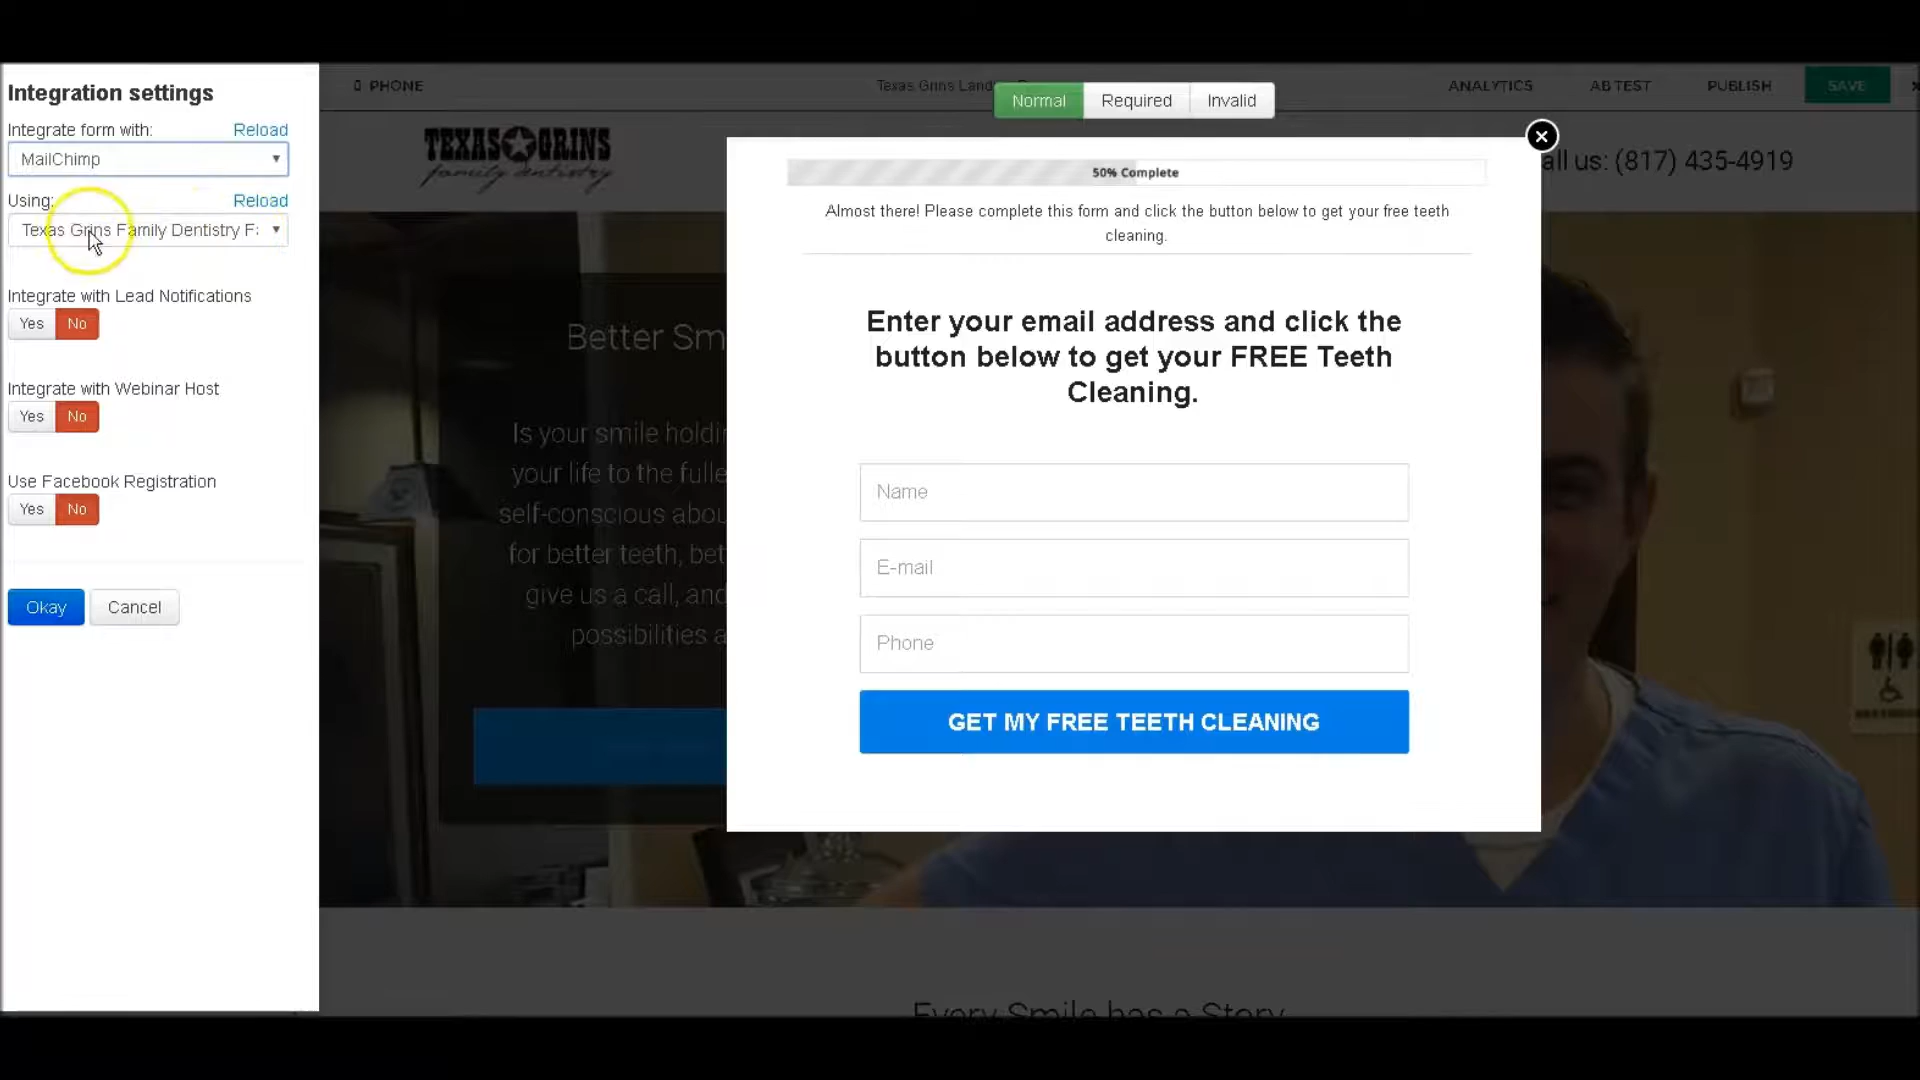 Integration settings
Integrate form with: Reload
MailChimp
Using: Reload
Texas Grins Family Dentistry F
Integrate with Lead Notifications
Yes No
Integrate with Webinar Host
Yes No
Use Facebook Registration
Yes No
Okay Cancel
PHONE
Texas Grins Land
ANALYTICS AB TEST PUBLISH SAVE
Normal Required Invalid
TEXAS GRINS
family dentistry
all us: (817) 435-4919
50% Complete
Almost there! Please complete this form and click the button below to get your free teeth
cleaning.
Enter your email address and click the
button below to get your FREE Teeth
Cleaning.
Name
E-mail
Phone
GET MY FREE TEETH CLEANING
Better Sm
Is your smile holdi
your life to the fulle
self-conscious abou
for better teeth, bet
give us a call, and
possibilities a
Every Smile has a Story